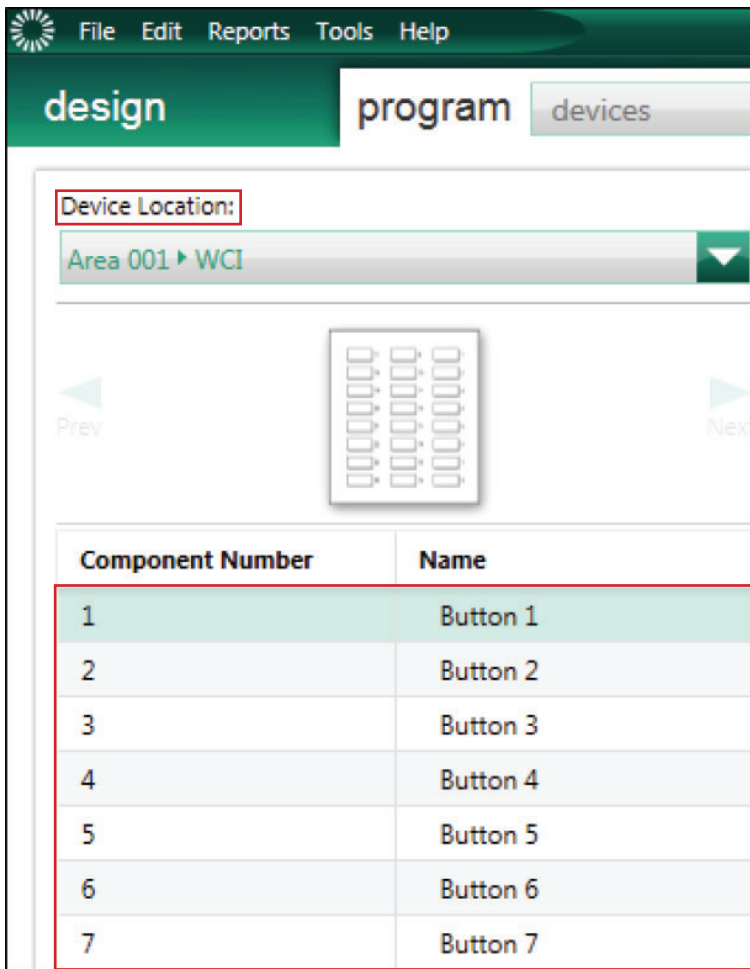 File Edit Reports Tools Help
design program devices
Device Location:
Area 001 ▸ WCI
Prev Next
Component Number Name
1 Button 1
2 Button 2
3 Button 3
4 Button 4
5 Button 5
6 Button 6
7 Button 7